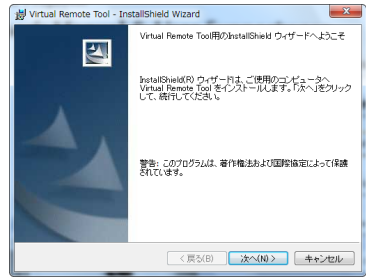 Virtual Remote Tool - InstallShield Wizard
Virtual Remote Tool用のInstallShield ウィザードへようこそ
InstallShield(R) ウィザードは、ご使用のコンピュータへ
Virtual Remote Tool をインストールします。「次へ」をクリック
して、続行してください。
警告: このプログラムは、著作権法および国際協定によって保護
されています。
< 戻る(B)
次へ(N) >
キャンセル